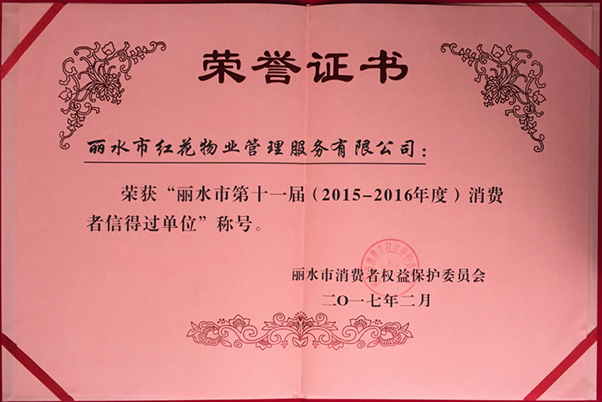 荣誉证书
丽水市红花物业管理服务有限公司：
荣获“丽水市第十一届（2015-2016年度）消费
者信得过单位”称号。
丽水市消费者权益保护委员会
二〇一七年二月